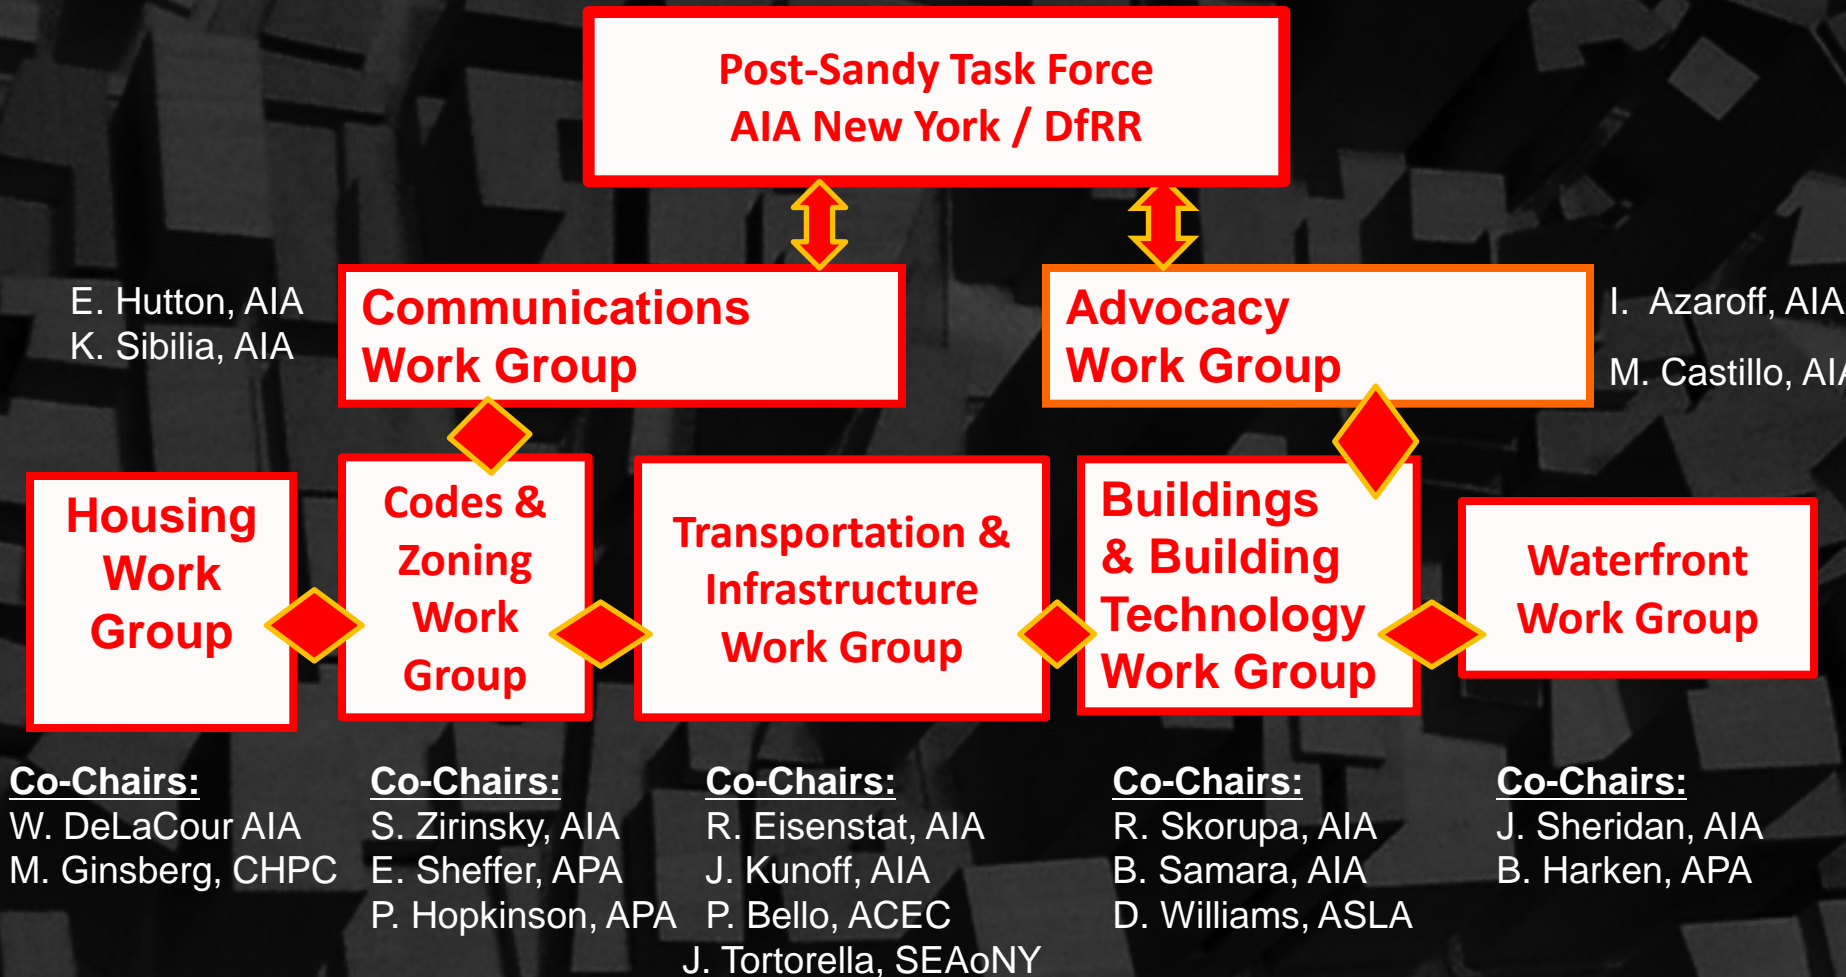 Post-Sandy Task Force
AIA New York / DfRR
E. Hutton, AIA
K. Sibilia, AIA
Communications
Work Group
Advocacy
Work Group
I. Azaroff, AIA
M. Castillo, AIA
Housing
Work
Group
Codes &
Zoning
Work
Group
Transportation &
Infrastructure
Work Group
Buildings
& Building
Technology
Work Group
Waterfront
Work Group
Co-Chairs:
W. DeLaCour AIA
M. Ginsberg, CHPC
Co-Chairs:
S. Zirinsky, AIA
E. Sheffer, APA
P. Hopkinson, APA
Co-Chairs:
R. Eisenstat, AIA
J. Kunoff, AIA
P. Bello, ACEC
J. Tortorella, SEAoNY
Co-Chairs:
R. Skorupa, AIA
B. Samara, AIA
D. Williams, ASLA
Co-Chairs:
J. Sheridan, AIA
B. Harken, APA